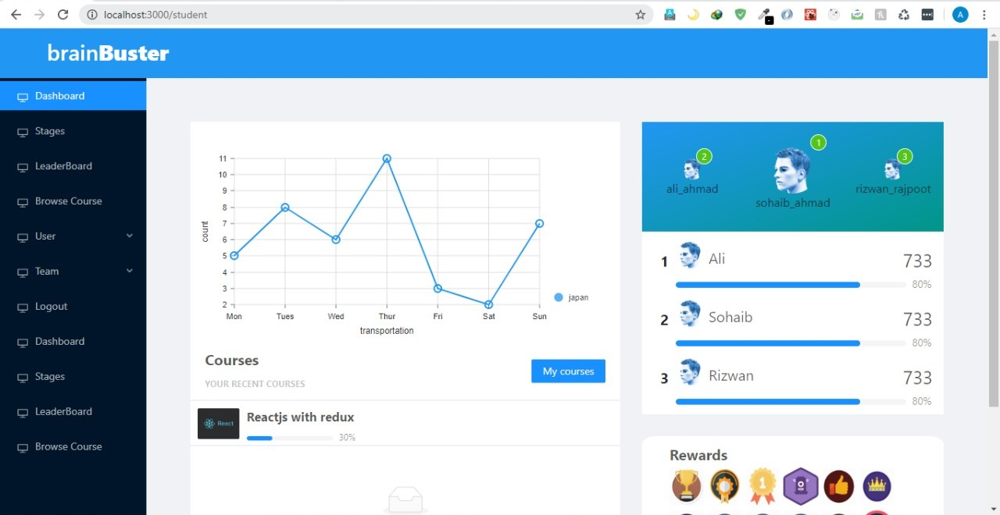 localhost:3000/student
A
brainBuster
Dashboard
Stages
LeaderBoard
Browse Course
User
Team
Logout
Dashboard
Stages
LeaderBoard
Browse Course
11
10
9
8
7
6
5
4
3
2
count
Mon Tues Wed Thur Fri Sat Sun
transportation
japan
Courses
YOUR RECENT COURSES
My courses
React
Reactjs with redux
30%
2
ali_ahmad
1
sohaib_ahmad
3
rizwan_rajpoot
1 Ali 733
80%
2 Sohaib 733
80%
3 Rizwan 733
80%
Rewards
1